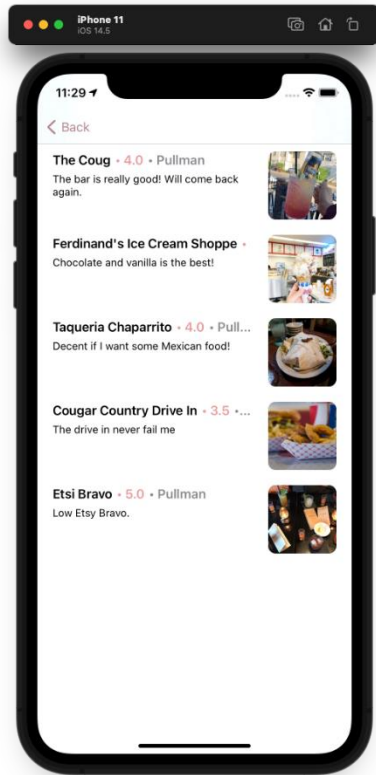 iPhone 11
iOS 14.5
11:29
Back
The Coug • 4.0 • Pullman
The bar is really good! Will come back
again.
Ferdinand's Ice Cream Shoppe •
Chocolate and vanilla is the best!
Taqueria Chaparrito • 4.0 • Pull...
Decent if I want some Mexican food!
Cougar Country Drive In • 3.5 •...
The drive in never fail me
Etsi Bravo • 5.0 • Pullman
Low Etsy Bravo.